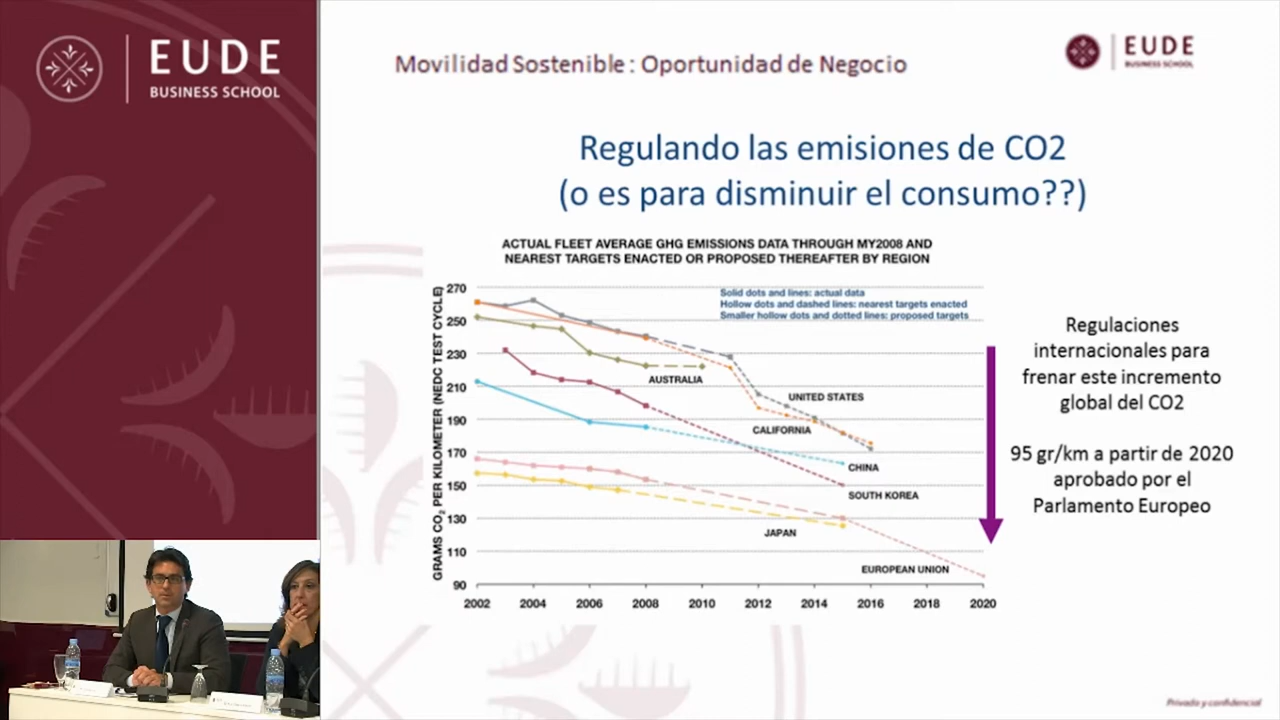 EUDE
BUSINESS SCHOOL
Movilidad Sostenible : Oportunidad de Negocio
EUDE
BUSINESS SCHOOL
Regulando las emisiones de CO2
(o es para disminuir el consumo??)
ACTUAL FLEET AVERAGE GHG EMISSIONS DATA THROUGH MY2008 AND
NEAREST TARGETS ENACTED OR PROPOSED THEREAFTER BY REGION
GRAMS CO2 PER KILOMETER (NEDC TEST CYCLE)
270
250
230
210
190
170
150
130
110
90
Solid dots and lines: actual data
Hollow dots and dashed lines: nearest targets enacted
Smaller hollow dots and dotted lines: proposed targets
AUSTRALIA
UNITED STATES
CALIFORNIA
CHINA
SOUTH KOREA
JAPAN
EUROPEAN UNION
2002 2004 2006 2008 2010 2012 2014 2016 2018 2020
Regulaciones
internacionales para
frenar este incremento
global del CO2
95 gr/km a partir de 2020
aprobado por el
Parlamento Europeo
Privado y confidencial